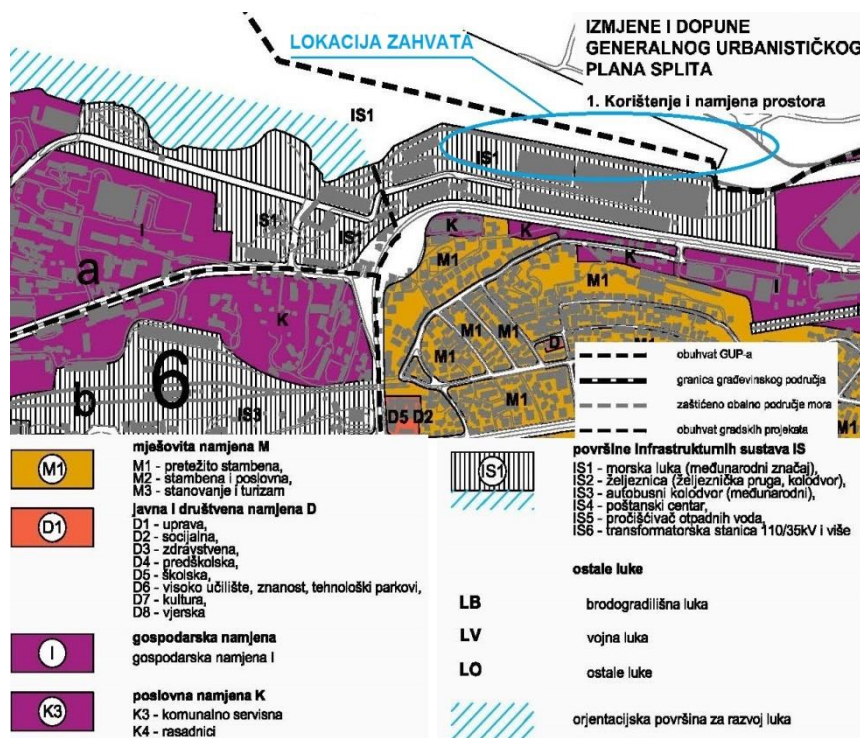 LOKACIJA ZAHVATA
IZMJENE I DOPUNE
GENERALNOG URBANISTIČKOG
PLANA SPLITA
1. Korištenje i namjena prostora
IS1
IS1
IS1
IS1
I
a
K
K
K
M1
M1
M1
M1
M1
M1
M1
M1
D
I
K
b
6
IS3
D5 D2
obuhvat GUP-a
granica građevinskog područja
zaštićeno obalno područje mora
obuhvat gradskih projekata
M1
mješovita namjena M
M1 - pretežito stambena,
M2 - stambena i poslovna,
M3 - stanovanje i turizam
D1
javna i društvena namjena D
D1 - uprava,
D2 - socijalna,
D3 - zdravstvena,
D4 - predškolska,
D5 - školska,
D6 - visoko učilište, znanost, tehnološki parkovi,
D7 - kultura,
D8 - vjerska
I
gospodarska namjena
gospodarska namjena I
K3
poslovna namjena K
K3 - komunalno servisna
K4 - rasadnici
IS1
površine infrastrukturnih sustava IS
IS1 - morska luka (međunarodni značaj),
IS2 - željeznica (željeznička pruga, kolodvor),
IS3 - autobusni kolodvor (međunarodni),
IS4 - poštanski centar,
IS5 - pročišćivač otpadnih voda,
IS6 - transformatorska stanica 110/35kV i više
ostale luke
LB brodogradilišna luka
LV vojna luka
LO ostale luke
orjentacijska površina za razvoj luka